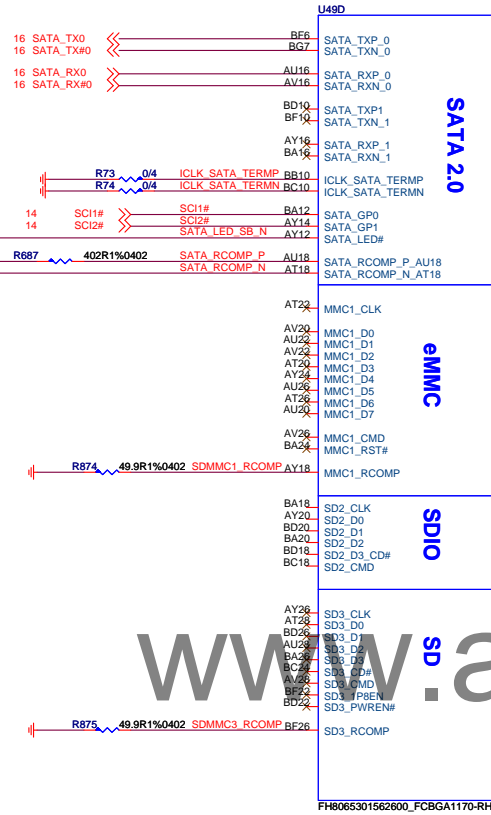 U49D
16 SATA_TX0 BF6 SATA_TXP_0
16 SATA_TX#0 BG7 SATA_TXN_0
16 SATA_RX0 AU16 SATA_RXP_0
16 SATA_RX#0 AV16 SATA_RXN_0
BD10 SATA_TXP1
BF10 SATA_TXN_1
AY16 SATA_RXP_1
BA16 SATA_RXN_1
SATA 2.0
R73 0/4 ICLK_SATA_TERMP BB10 ICLK_SATA_TERMP
R74 0/4 ICLK_SATA_TERMN BC10 ICLK_SATA_TERMN
14 SCI1# SCI1# BA12 SATA_GP0
14 SCI2# SCI2# AY14 SATA_GP1
SATA_LED_SB_N AY12 SATA_LED#
R687 402R1%0402 SATA_RCOMP_P AU18 SATA_RCOMP_P_AU18
SATA_RCOMP_N AT18 SATA_RCOMP_N_AT18
AT22 MMC1_CLK
AV20 MMC1_D0
AU22 MMC1_D1
AV22 MMC1_D2
AT20 MMC1_D3
AY24 MMC1_D4
AU26 MMC1_D5
AT26 MMC1_D6
AU20 MMC1_D7
eMMC
AV26 MMC1_CMD
BA24 MMC1_RST#
R874 49.9R1%0402 SDMMC1_RCOMP AY18 MMC1_RCOMP
BA18 SD2_CLK
AY20 SD2_D0
BD20 SD2_D1
BA20 SD2_D2
BD18 SD2_D3_CD#
BC18 SD2_CMD
SDIO
AY26 SD3_CLK
AT28 SD3_D0
BD26 SD3_D1
AU28 SD3_D2
BA26 SD3_D3
BC24 SD3_CD#
AV28 SD3_CMD
BF22 SD3_1P8EN
BD22 SD3_PWREN#
SD
www.a
R875 49.9R1%0402 SDMMC3_RCOMP BF26 SD3_RCOMP
FH8065301562600_FCBGA1170-RH